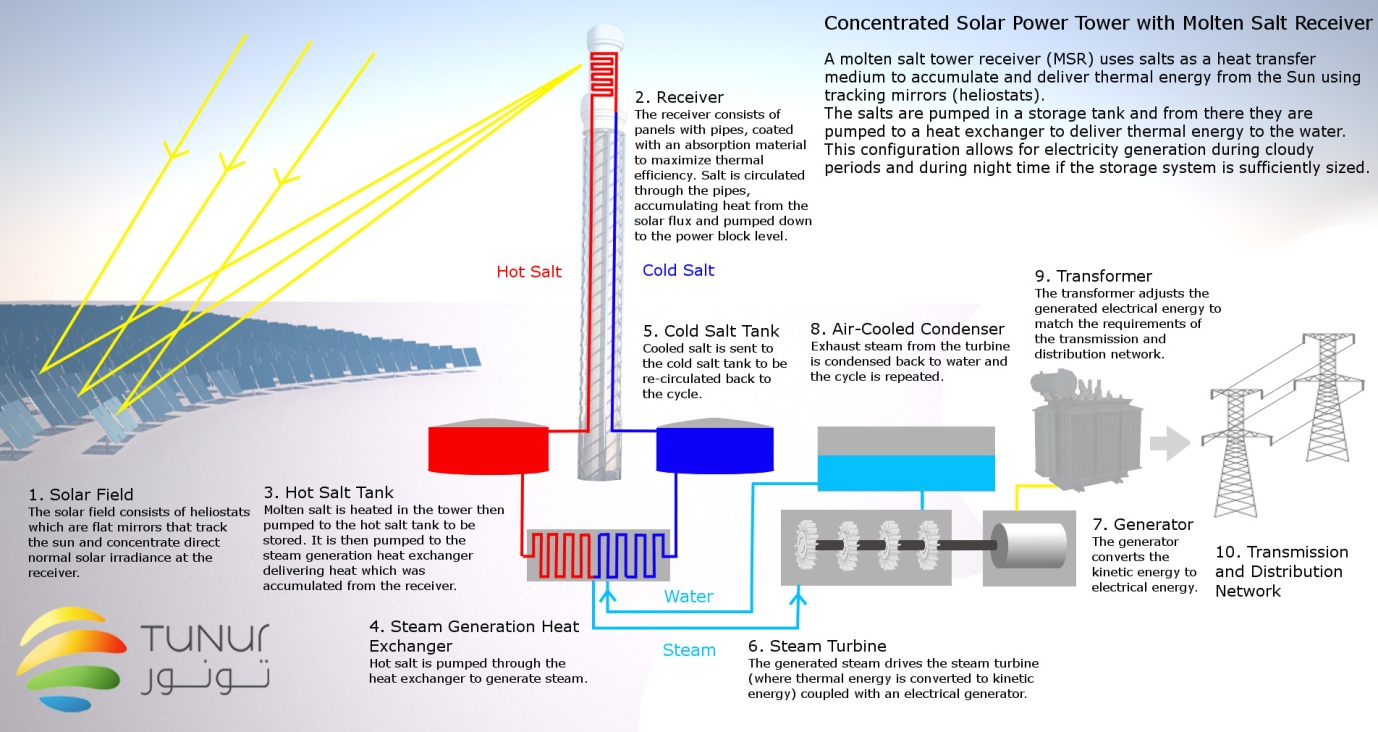 Concentrated Solar Power Tower with Molten Salt Receiver
A molten salt tower receiver (MSR) uses salts as a heat transfer
medium to accumulate and deliver thermal energy from the Sun using
tracking mirrors (heliostats).
The salts are pumped in a storage tank and from there they are
pumped to a heat exchanger to deliver thermal energy to the water.
This configuration allows for electricity generation during cloudy
periods and during night time if the storage system is sufficiently sized.
2. Receiver
The receiver consists of
panels with pipes, coated
with an absorption material
to maximize thermal
efficiency. Salt is circulated
through the pipes,
accumulating heat from the
solar flux and pumped down
to the power block level.
Hot Salt
Cold Salt
9. Transformer
The transformer adjusts the
generated electrical energy to
match the requirements of
the transmission and
distribution network.
5. Cold Salt Tank
Cooled salt is sent to
the cold salt tank to be
re-circulated back to
the cycle.
8. Air-Cooled Condenser
Exhaust steam from the turbine
is condensed back to water and
the cycle is repeated.
1. Solar Field
The solar field consists of heliostats
which are flat mirrors that track
the sun and concentrate direct
normal solar irradiance at the
receiver.
3. Hot Salt Tank
Molten salt is heated in the tower then
pumped to the hot salt tank to be
stored. It is then pumped to the
steam generation heat exchanger
delivering heat which was
accumulated from the receiver.
7. Generator
The generator
converts the
kinetic energy to
electrical energy.
10. Transmission
and Distribution
Network
Water
Steam
4. Steam Generation Heat
Exchanger
Hot salt is pumped through the
heat exchanger to generate steam.
6. Steam Turbine
The generated steam drives the steam turbine
(where thermal energy is converted to kinetic
energy) coupled with an electrical generator.
TUNUR
تونور